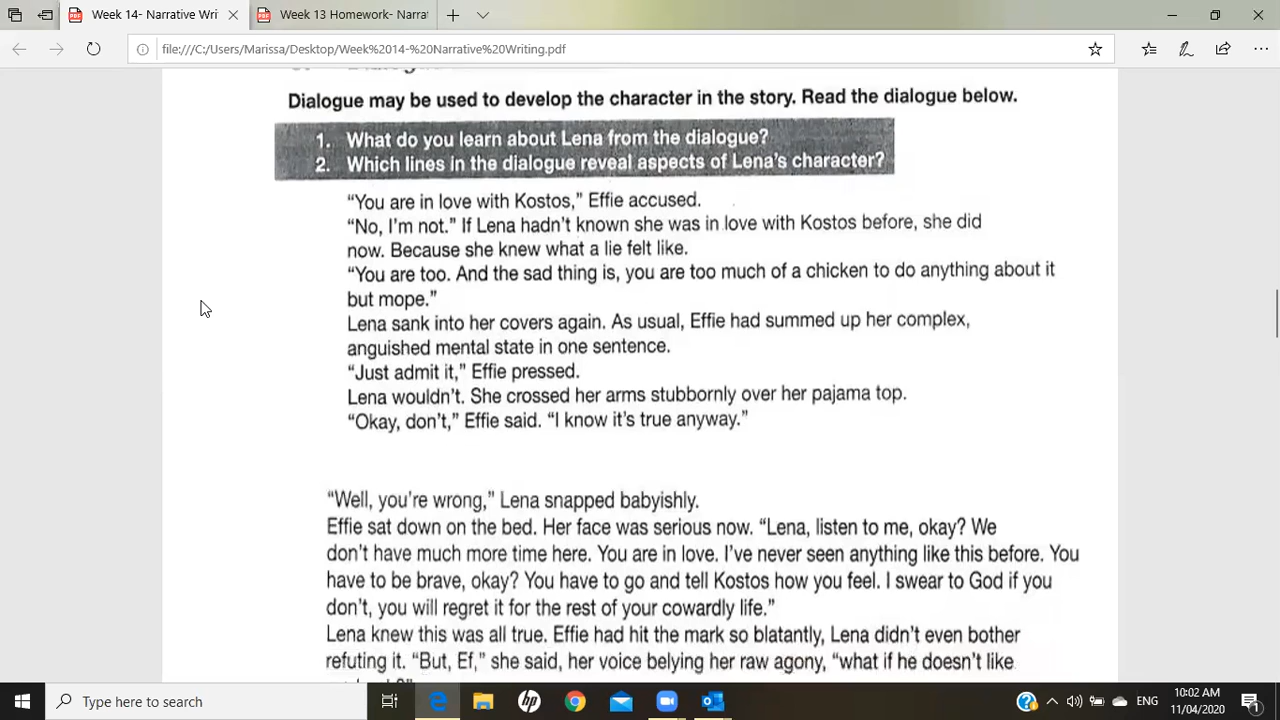 Week 14- Narrative Wri
Week 13 Homework- Narrat
file:///C:/Users/Marissa/Desktop/Week%2014-%20Narrative%20Writing.pdf
Dialogue may be used to develop the character in the story. Read the dialogue below.
1. What do you learn about Lena from the dialogue?
2. Which lines in the dialogue reveal aspects of Lena's character?
“You are in love with Kostos,” Effie accused.
“No, I'm not.” If Lena hadn't known she was in love with Kostos before, she did
now. Because she knew what a lie felt like.
“You are too. And the sad thing is, you are too much of a chicken to do anything about it
but mope.”
Lena sank into her covers again. As usual, Effie had summed up her complex,
anguished mental state in one sentence.
“Just admit it,” Effie pressed.
Lena wouldn't. She crossed her arms stubbornly over her pajama top.
“Okay, don't,” Effie said. “I know it's true anyway.”
“Well, you're wrong,” Lena snapped babyishly.
Effie sat down on the bed. Her face was serious now. “Lena, listen to me, okay? We
don't have much more time here. You are in love. I've never seen anything like this before. You
have to be brave, okay? You have to go and tell Kostos how you feel. I swear to God if you
don't, you will regret it for the rest of your cowardly life.”
Lena knew this was all true. Effie had hit the mark so blatantly, Lena didn't even bother
refuting it. “But, Ef,” she said, her voice belying her raw agony, “what if he doesn't like
Type here to search
hp
ENG
10:02 AM
11/04/2020
1